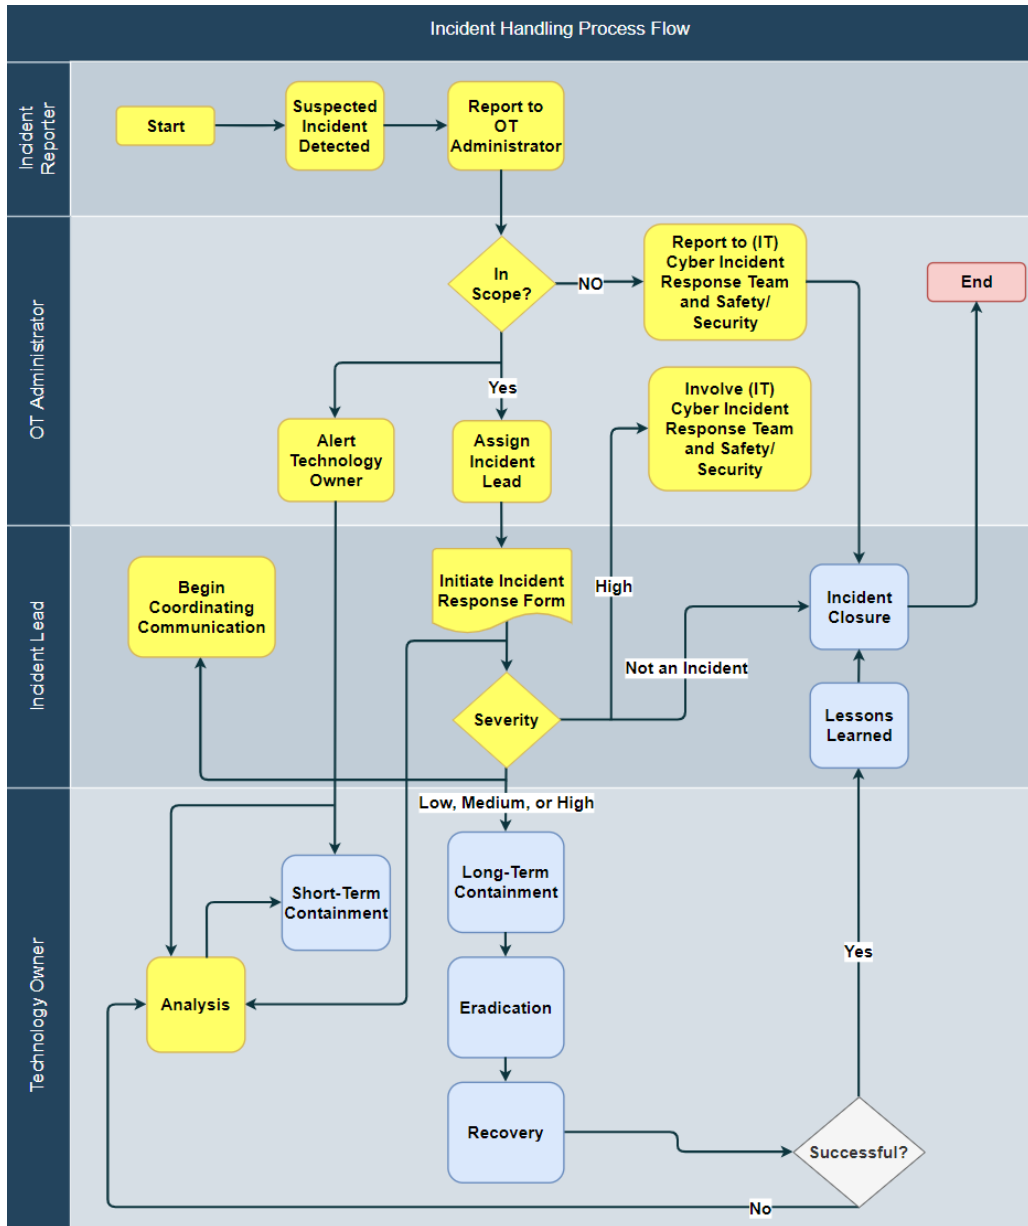 Incident Handling Process Flow
Incident
Reporter
Start
Suspected
Incident
Detected
Report to
OT
Administrator
OT Administrator
In
Scope?
NO
Report to (IT)
Cyber Incident
Response Team
and Safety/
Security
End
Yes
Involve (IT)
Cyber Incident
Response Team
and Safety/
Security
Alert
Technology
Owner
Assign
Incident
Lead
Incident Lead
Begin
Coordinating
Communication
Initiate Incident
Response Form
High
Incident
Closure
Not an Incident
Severity
Lessons
Learned
Technology Owner
Low, Medium, or High
Short-Term
Containment
Long-Term
Containment
Yes
Analysis
Eradication
Recovery
Successful?
No